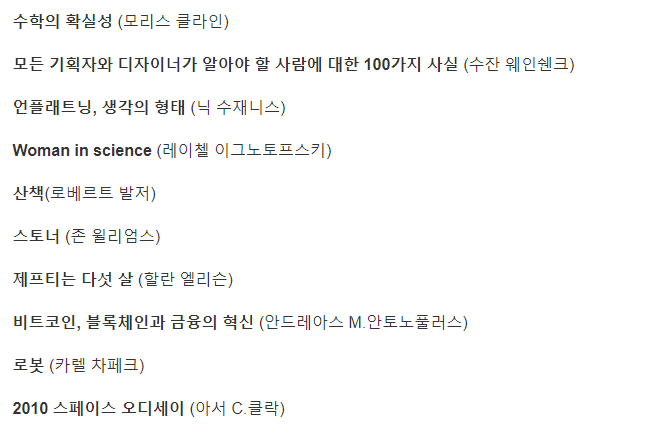 수학의 확실성 (모리스 클라인)
모든 기획자와 디자이너가 알아야 할 사람에 대한 100가지 사실 (수잔 웨인쉔크)
언플래트닝, 생각의 형태 (닉 수재니스)
Woman in science (레이첼 이그노토프스키)
산책(로베르트 발저)
스토너 (존 윌리엄스)
제프티는 다섯 살 (할란 엘리슨)
비트코인, 블록체인과 금융의 혁신 (안드레아스 M.안토노풀러스)
로봇 (카렐 차페크)
2010 스페이스 오디세이 (아서 C.클락)